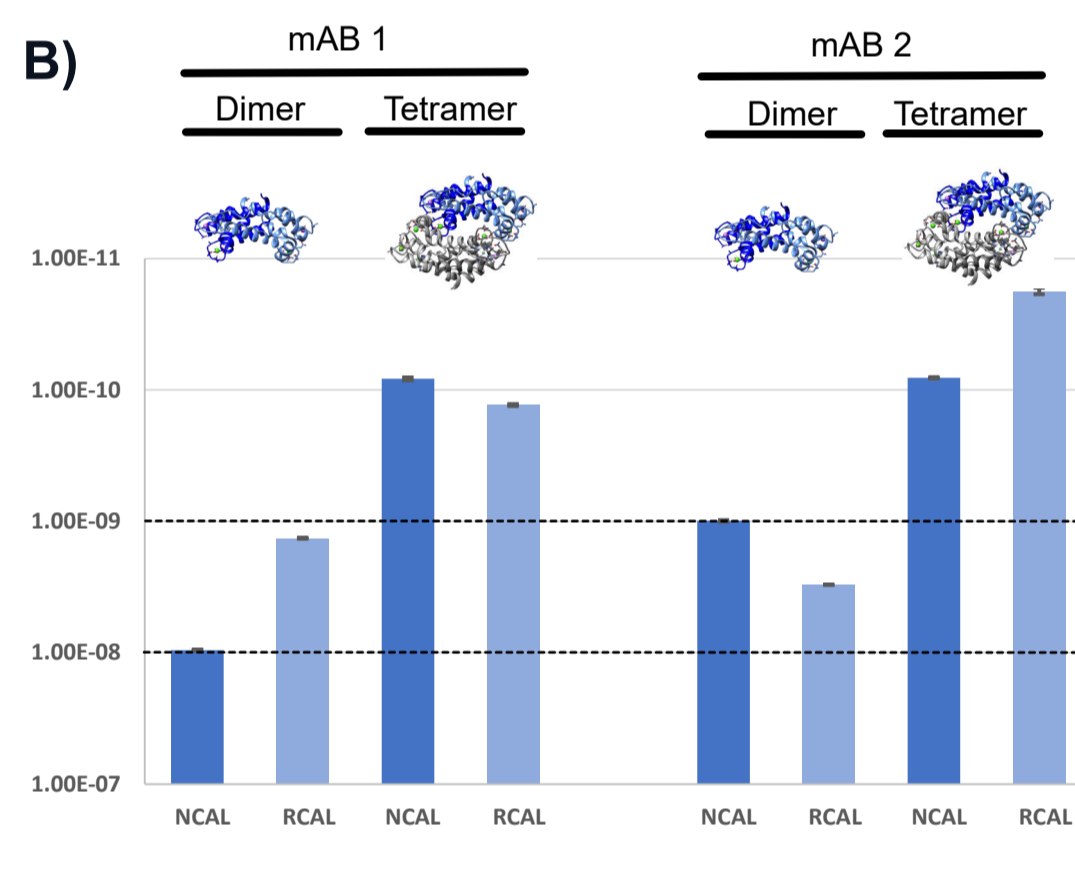 B)
mAB 1
mAB 2
Dimer
Tetramer
Dimer
Tetramer
1.00E-11
1.00E-10
1.00E-09
1.00E-08
1.00E-07
NCAL RCAL NCAL RCAL NCAL RCAL NCAL RCAL